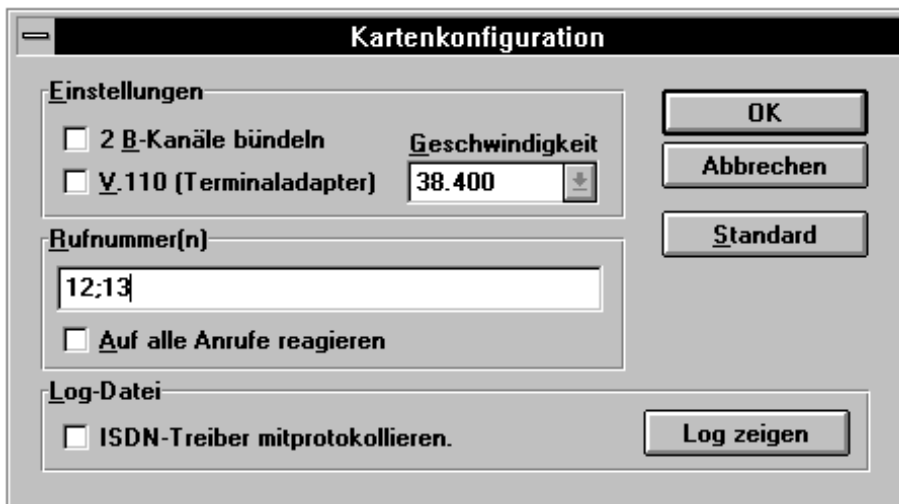 Kartenkonfiguration
Einstellungen
2 B-Kanäle bündeln
V.110 (Terminaladapter)
Geschwindigkeit
38.400
OK
Abbrechen
Standard
Rufnummer(n)
12;13
Auf alle Anrufe reagieren
Log-Datei
ISDN-Treiber mitprotokollieren.
Log zeigen